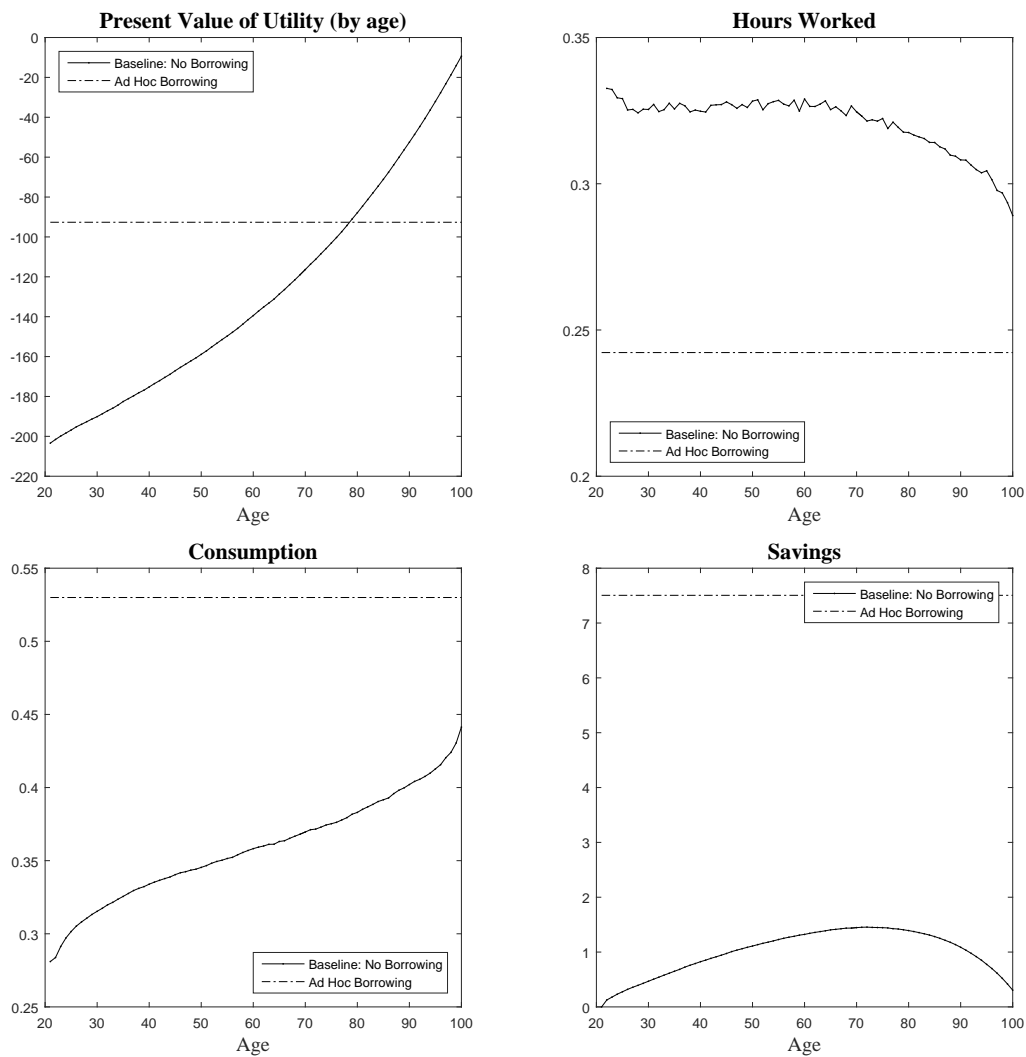 Present Value of Utility (by age)
0
-20
-40
-60
-80
-100
-120
-140
-160
-180
-200
-220
20 30 40 50 60 70 80 90 100
Age
Baseline: No Borrowing
Ad Hoc Borrowing
Hours Worked
0.35
0.3
0.25
0.2
20 30 40 50 60 70 80 90 100
Age
Baseline: No Borrowing
Ad Hoc Borrowing
Consumption
0.55
0.5
0.45
0.4
0.35
0.3
0.25
20 30 40 50 60 70 80 90 100
Age
Baseline: No Borrowing
Ad Hoc Borrowing
Savings
8
7
6
5
4
3
2
1
0
20 30 40 50 60 70 80 90 100
Age
Baseline: No Borrowing
Ad Hoc Borrowing